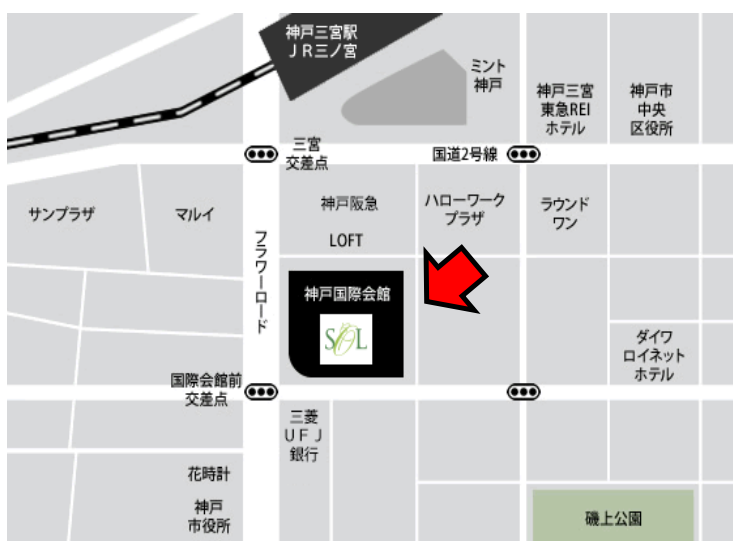 神戸三宮駅
ＪＲ三ノ宮
ミント
神戸
神戸三宮
東急REI
ホテル
神戸市
中央
区役所
三宮
交差点
国道2号線
サンプラザ
マルイ
フラワーロード
神戸阪急
LOFT
ハローワーク
プラザ
ラウンド
ワン
神戸国際会館
SOL
ダイワ
ロイネット
ホテル
国際会館前
交差点
三菱
ＵＦＪ
銀行
花時計
神戸
市役所
磯上公園